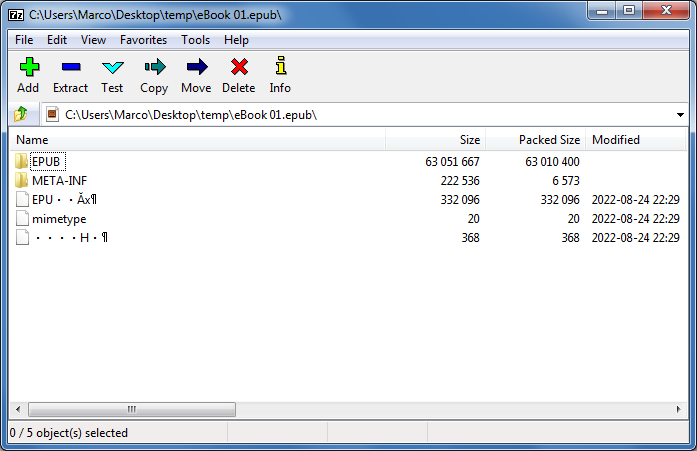 C:\Users\Marco\Desktop\temp\eBook 01.epub\
File Edit View Favorites Tools Help
Add Extract Test Copy Move Delete Info
C:\Users\Marco\Desktop\temp\eBook 01.epub\
Name Size Packed Size Modified
EPUB 63 051 667 63 010 400
META-INF 222 536 6 573
EPU・・Ăx¶ 332 096 332 096 2022-08-24 22:29
mimetype 20 20 2022-08-24 22:29
・・・・H・¶ 368 368 2022-08-24 22:29
0 / 5 object(s) selected